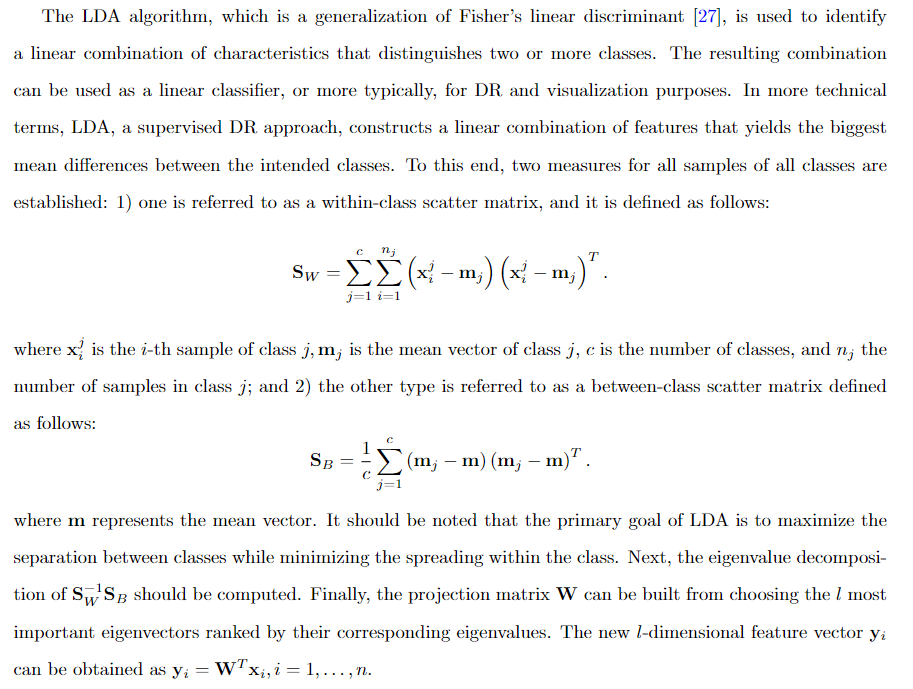 The LDA algorithm, which is a generalization of Fisher's linear discriminant [27], is used to identify
a linear combination of characteristics that distinguishes two or more classes. The resulting combination
can be used as a linear classifier, or more typically, for DR and visualization purposes. In more technical
terms, LDA, a supervised DR approach, constructs a linear combination of features that yields the biggest
mean differences between the intended classes. To this end, two measures for all samples of all classes are
established: 1) one is referred to as a within-class scatter matrix, and it is defined as follows:
$$\mathbf{S}_W = \sum_{j=1}^{c} \sum_{i=1}^{n_j} \left(\mathbf{x}_i^j - \mathbf{m}_j\right)\left(\mathbf{x}_i^j - \mathbf{m}_j\right)^T.$$
where $\mathbf{x}_i^j$ is the $i$-th sample of class $j, \mathbf{m}_j$ is the mean vector of class $j$, $c$ is the number of classes, and $n_j$ the
number of samples in class $j$; and 2) the other type is referred to as a between-class scatter matrix defined
as follows:
$$\mathbf{S}_B = \frac{1}{c} \sum_{j=1}^{c} (\mathbf{m}_j - \mathbf{m})(\mathbf{m}_j - \mathbf{m})^T.$$
where $\mathbf{m}$ represents the mean vector. It should be noted that the primary goal of LDA is to maximize the
separation between classes while minimizing the spreading within the class. Next, the eigenvalue decomposi-
tion of $\mathbf{S}_W^{-1}\mathbf{S}_B$ should be computed. Finally, the projection matrix $\mathbf{W}$ can be built from choosing the $l$ most
important eigenvectors ranked by their corresponding eigenvalues. The new $l$-dimensional feature vector $\mathbf{y}_i$
can be obtained as $\mathbf{y}_i = \mathbf{W}^T\mathbf{x}_i, i = 1, \ldots, n.$